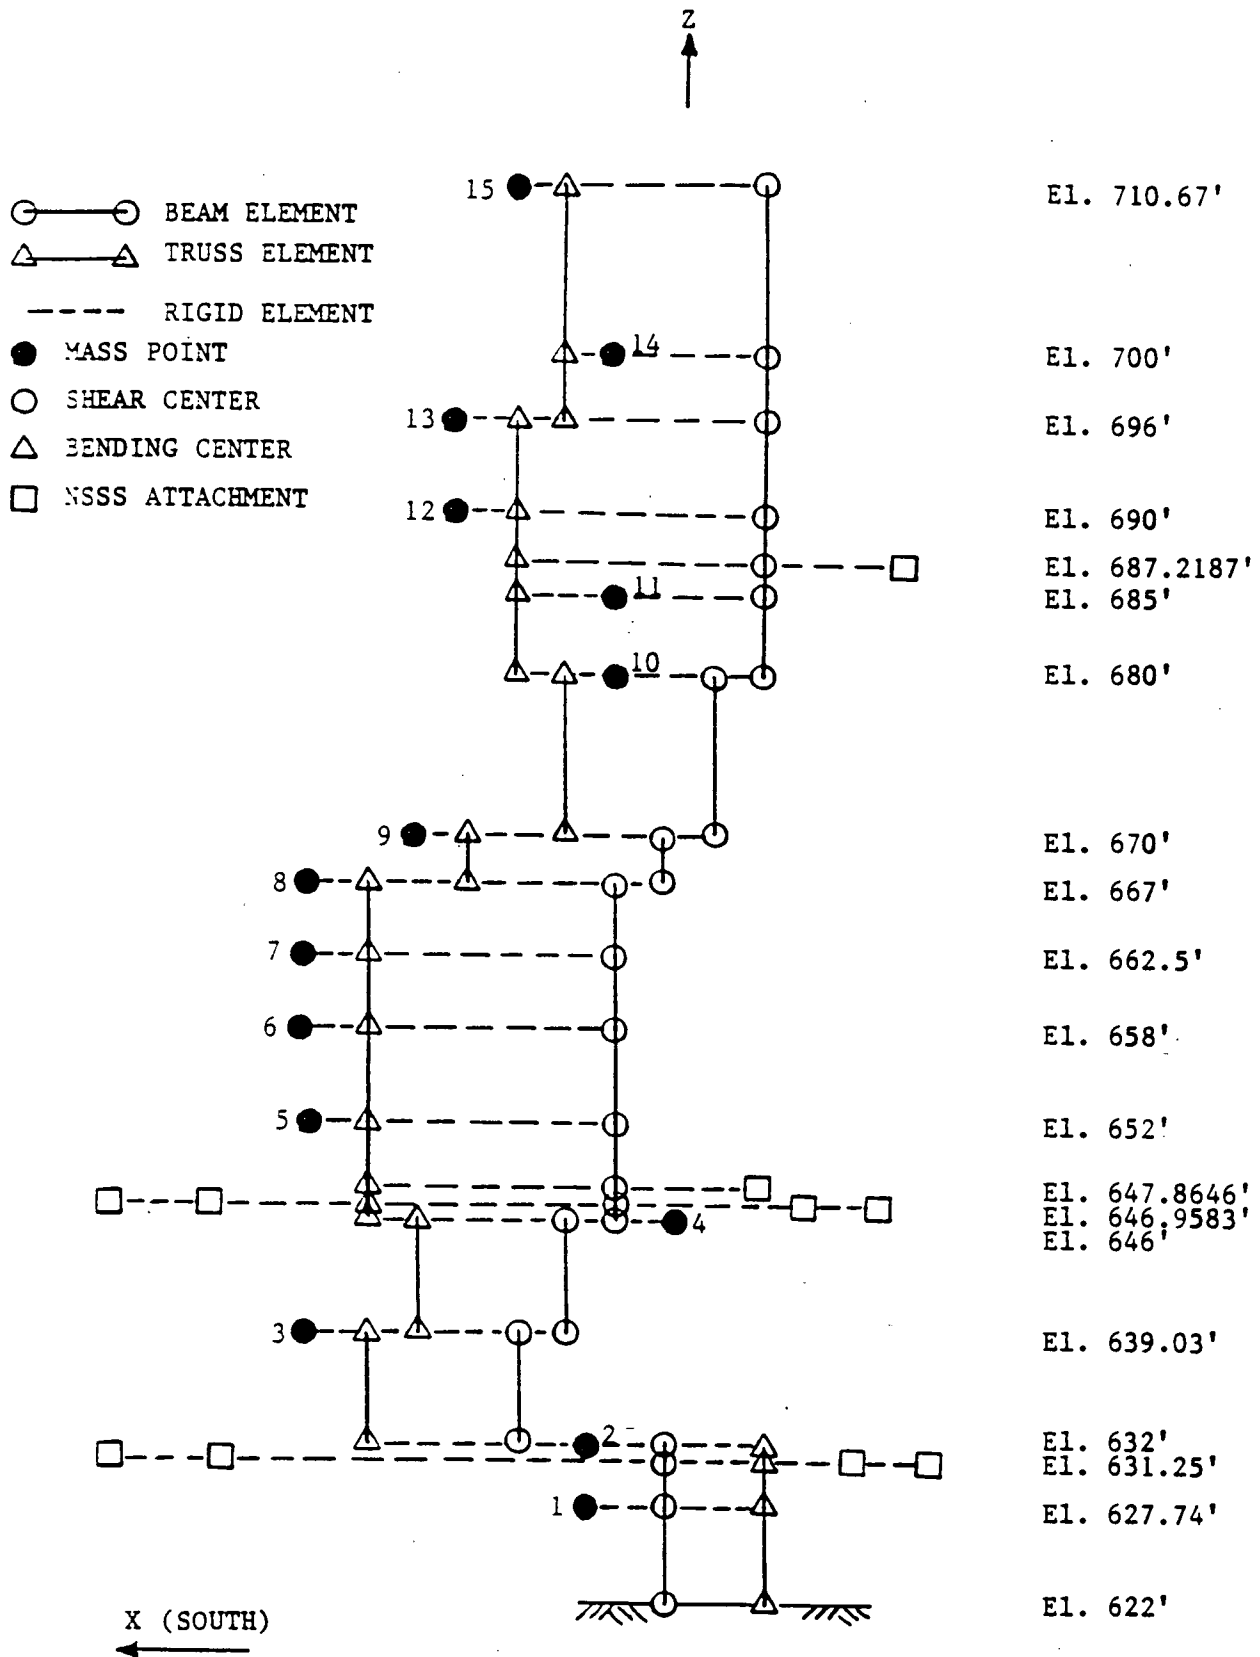 Z
BEAM ELEMENT
TRUSS ELEMENT
RIGID ELEMENT
MASS POINT
SHEAR CENTER
BENDING CENTER
NSSS ATTACHMENT
15 El. 710.67'
14 El. 700'
13 El. 696'
12 El. 690'
El. 687.2187'
11 El. 685'
10 El. 680'
9 El. 670'
8 El. 667'
7 El. 662.5'
6 El. 658'
5 El. 652'
El. 647.8646'
El. 646.9583'
4 El. 646'
3 El. 639.03'
2 El. 632'
El. 631.25'
1 El. 627.74'
El. 622'
X (SOUTH)